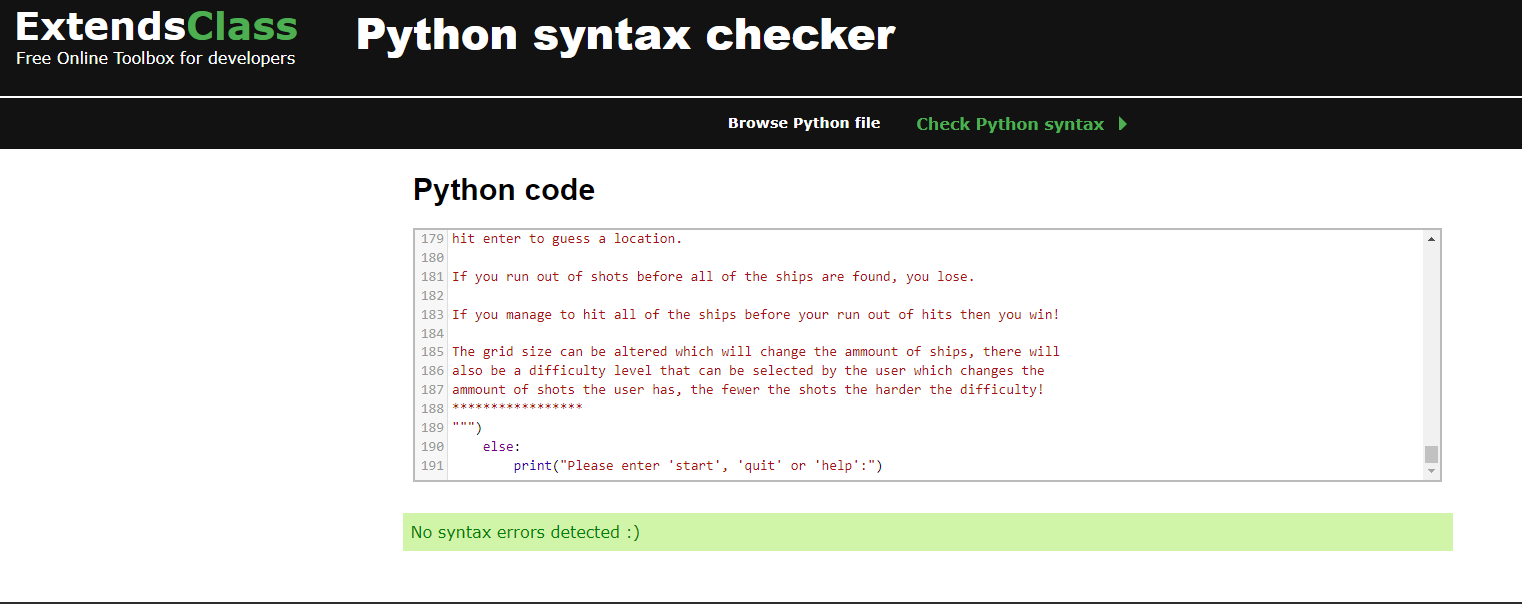 ExtendsClass
Free Online Toolbox for developers
Python syntax checker
Browse Python file
Check Python syntax
Python code
179 hit enter to guess a location.
180
181 If you run out of shots before all of the ships are found, you lose.
182
183 If you manage to hit all of the ships before your run out of hits then you win!
184
185 The grid size can be altered which will change the ammount of ships, there will
186 also be a difficulty level that can be selected by the user which changes the
187 ammount of shots the user has, the fewer the shots the harder the difficulty!
188 *****************
189 """)
190     else:
191         print("Please enter 'start', 'quit' or 'help':")
No syntax errors detected :)